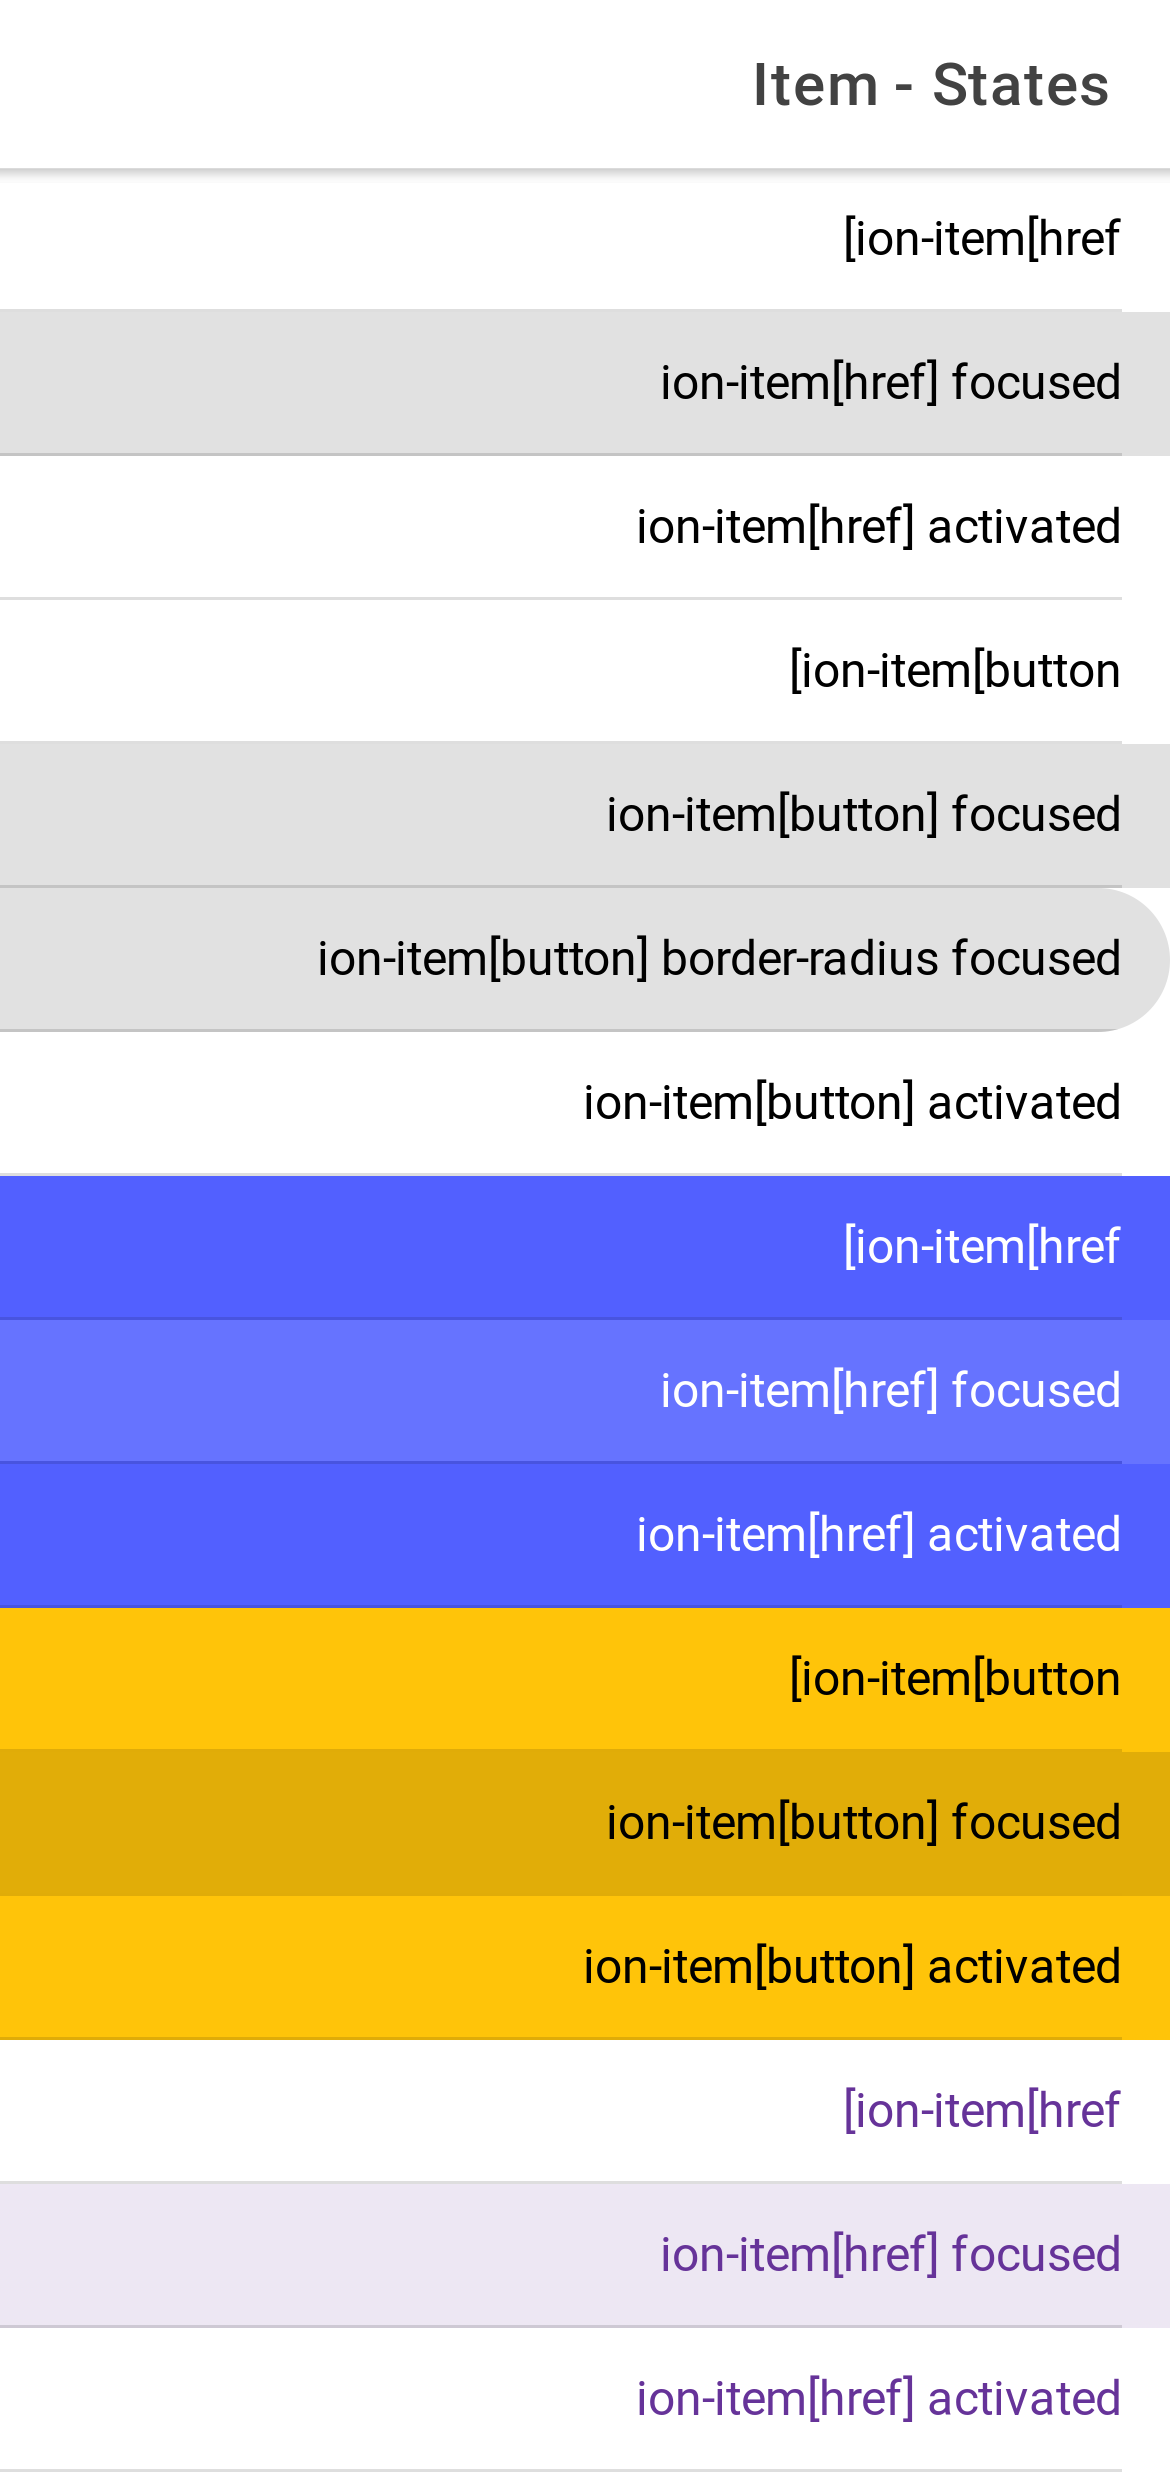 Item - States
[ion-item[href
ion-item[href] focused
ion-item[href] activated
[ion-item[button
ion-item[button] focused
ion-item[button] border-radius focused
ion-item[button] activated
[ion-item[href
ion-item[href] focused
ion-item[href] activated
[ion-item[button
ion-item[button] focused
ion-item[button] activated
[ion-item[href
ion-item[href] focused
ion-item[href] activated